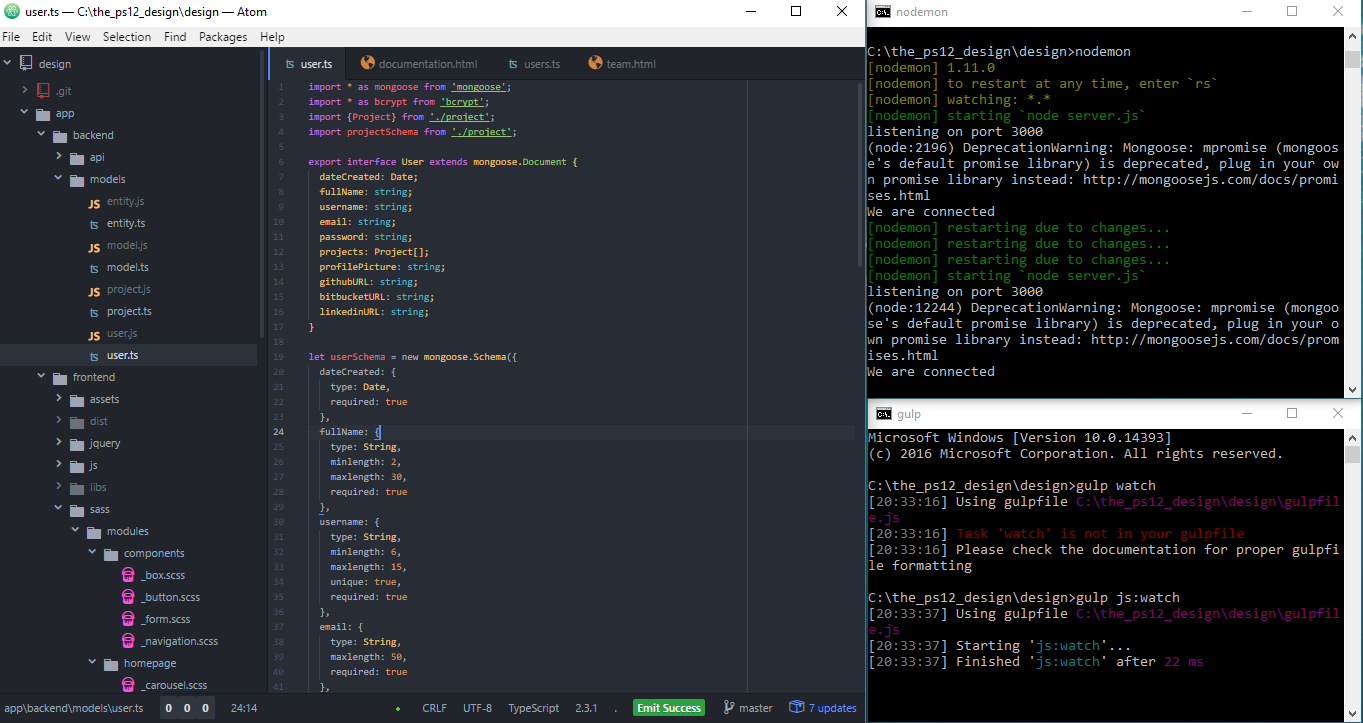 user.ts — C:\the_ps12_design\design — Atom
File Edit View Selection Find Packages Help
design
.git
app
backend
api
models
entity.js
entity.ts
model.js
model.ts
project.js
project.ts
user.js
user.ts
frontend
assets
dist
jquery
js
libs
sass
modules
components
_box.scss
_button.scss
_form.scss
_navigation.scss
homepage
_carousel.scss
user.ts documentation.html users.ts team.html
1 import * as mongoose from 'mongoose';
2 import * as bcrypt from 'bcrypt';
3 import {Project} from './project';
4 import projectSchema from './project';
5
6 export interface User extends mongoose.Document {
7 dateCreated: Date;
8 fullName: string;
9 username: string;
10 email: string;
11 password: string;
12 projects: Project[];
13 profilePicture: string;
14 githubURL: string;
15 bitbucketURL: string;
16 linkedinURL: string;
17 }
18
19 let userSchema = new mongoose.Schema({
20 dateCreated: {
21 type: Date,
22 required: true
23 },
24 fullName: {
25 type: String,
26 minlength: 2,
27 maxlength: 30,
28 required: true
29 },
30 username: {
31 type: String,
32 minlength: 6,
33 maxlength: 15,
34 unique: true,
35 required: true
36 },
37 email: {
38 type: String,
39 maxlength: 50,
40 required: true
41 },
app\backend\models\user.ts 0 0 0 24:14 CRLF UTF-8 TypeScript 2.3.1 . Emit Success master 7 updates
nodemon
C:\the_ps12_design\design>nodemon
[nodemon] 1.11.0
[nodemon] to restart at any time, enter `rs`
[nodemon] watching: *.*
[nodemon] starting `node server.js`
listening on port 3000
(node:2196) DeprecationWarning: Mongoose: mpromise (mongoos
e's default promise library) is deprecated, plug in your ow
n promise library instead: http://mongoosejs.com/docs/promi
ses.html
We are connected
[nodemon] restarting due to changes...
[nodemon] restarting due to changes...
[nodemon] restarting due to changes...
[nodemon] starting `node server.js`
listening on port 3000
(node:12244) DeprecationWarning: Mongoose: mpromise (mongoo
se's default promise library) is deprecated, plug in your o
wn promise library instead: http://mongoosejs.com/docs/prom
ises.html
We are connected
gulp
Microsoft Windows [Version 10.0.14393]
(c) 2016 Microsoft Corporation. All rights reserved.
C:\the_ps12_design\design>gulp watch
[20:33:16] Using gulpfile C:\the_ps12_design\design\gulpfil
e.js
[20:33:16] Task 'watch' is not in your gulpfile
[20:33:16] Please check the documentation for proper gulpfi
le formatting
C:\the_ps12_design\design>gulp js:watch
[20:33:37] Using gulpfile C:\the_ps12_design\design\gulpfil
e.js
[20:33:37] Starting 'js:watch'...
[20:33:37] Finished 'js:watch' after 22 ms